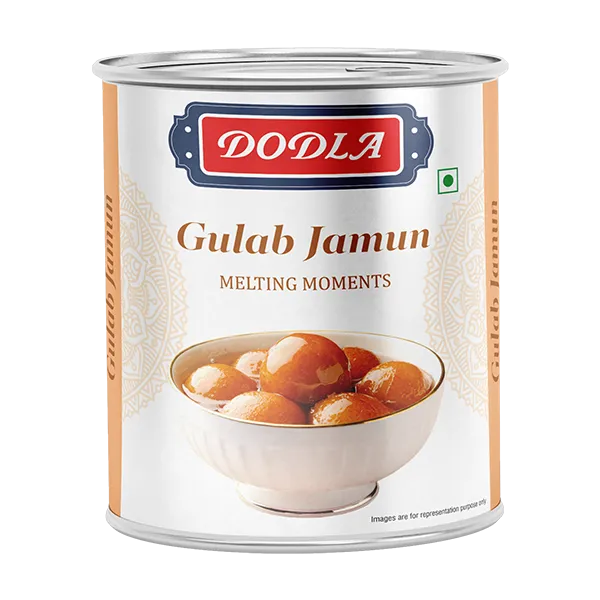 DODLA
Gulab Jamun
MELTING MOMENTS
Gulab Jamun
Gulab Jamun
Images are for representation purpose only